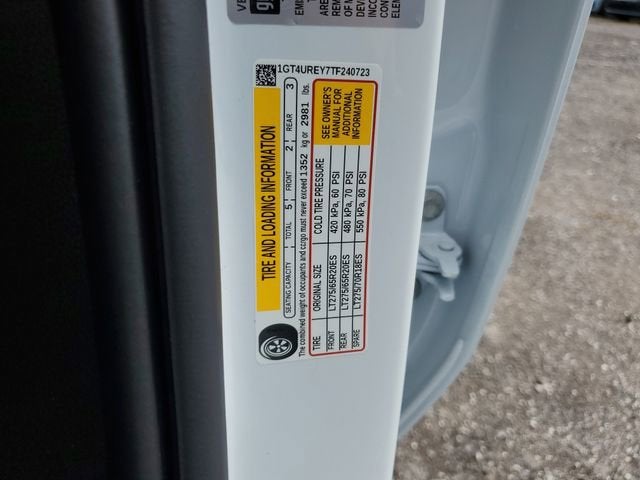 1GT4UREY7TF240723
TIRE AND LOADING INFORMATION
SEATING CAPACITY TOTAL 5 FRONT 2 REAR 3
The combined weight of occupants and cargo must never exceed 1352 kg or 2981 lbs.
TIRE ORIGINAL SIZE COLD TIRE PRESSURE
FRONT LT275/65R20ES 420 KPa, 60 PSI
REAR LT275/65R20ES 480 KPa, 70 PSI
SPARE LT275/70R18ES 550 KPa, 80 PSI
SEE OWNER'S
MANUAL FOR
ADDITIONAL
INFORMATION